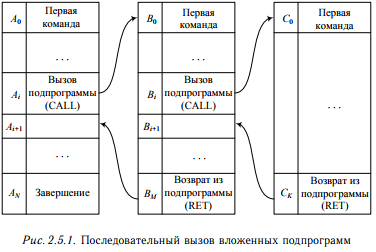 A0 Первая команда
. . .
Ai Вызов подпрограммы (CALL)
Ai+1
. . .
AN Завершение
B0 Первая команда
. . .
Bi Вызов подпрограммы (CALL)
Bi+1
. . .
BM Возврат из подпрограммы (RET)
C0 Первая команда
. . .
CK Возврат из подпрограммы (RET)
Рис. 2.5.1. Последовательный вызов вложенных подпрограмм